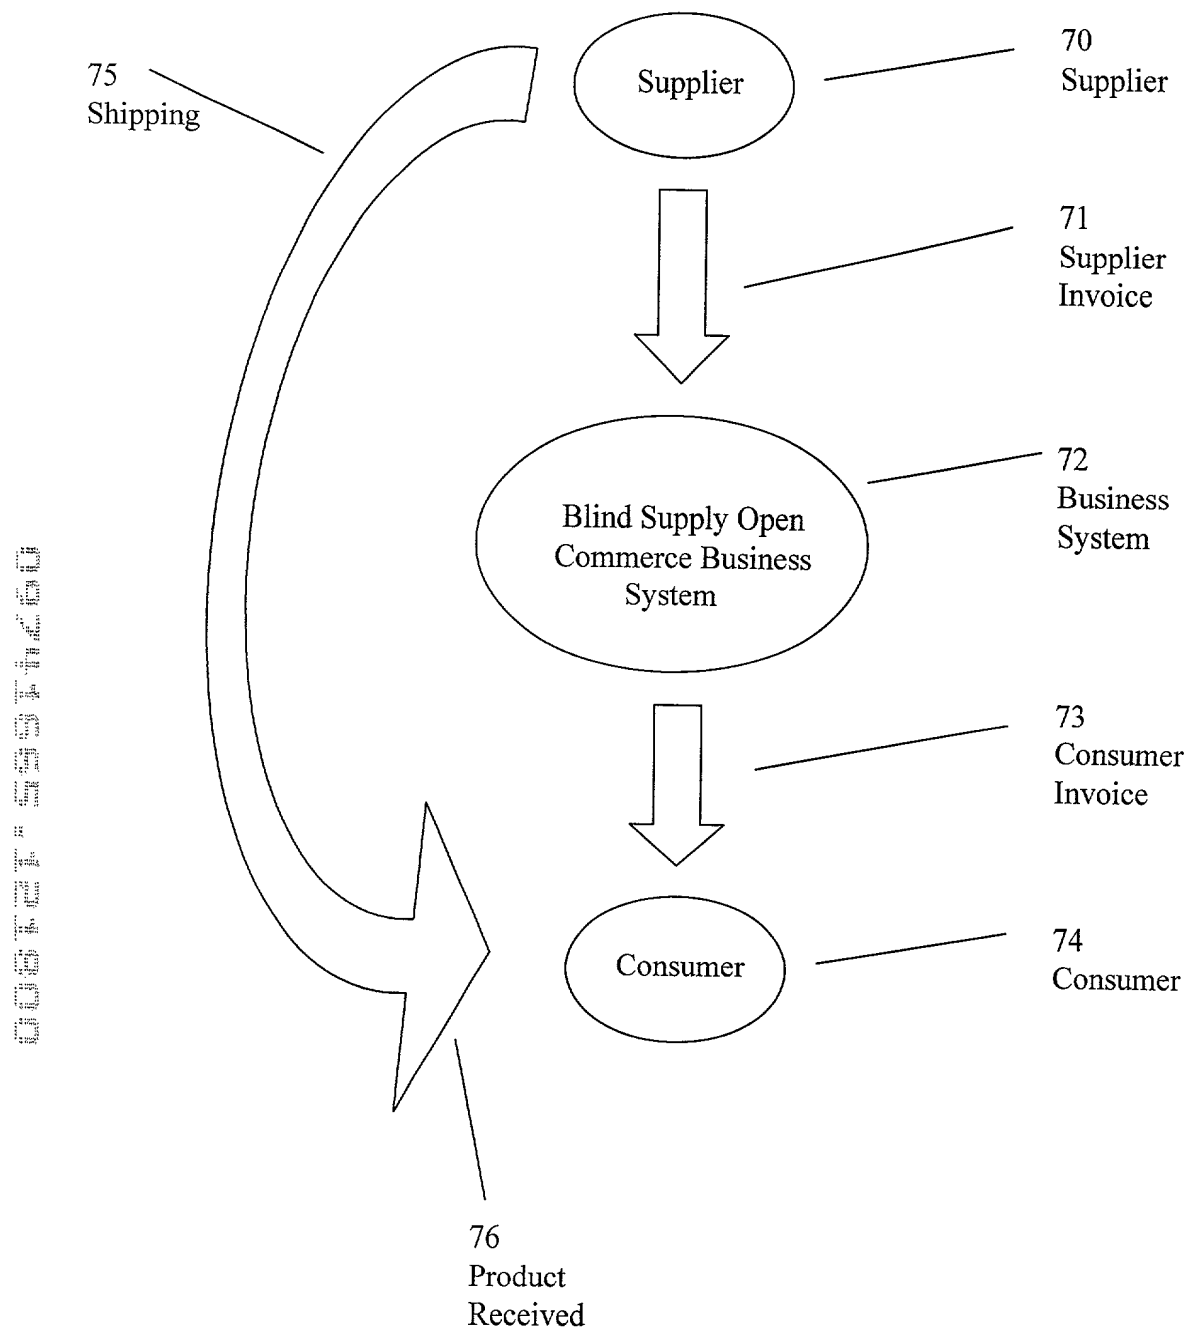 75
Shipping
Supplier
70
Supplier
71
Supplier
Invoice
Blind Supply Open
Commerce Business
System
72
Business
System
73
Consumer
Invoice
Consumer
74
Consumer
76
Product
Received